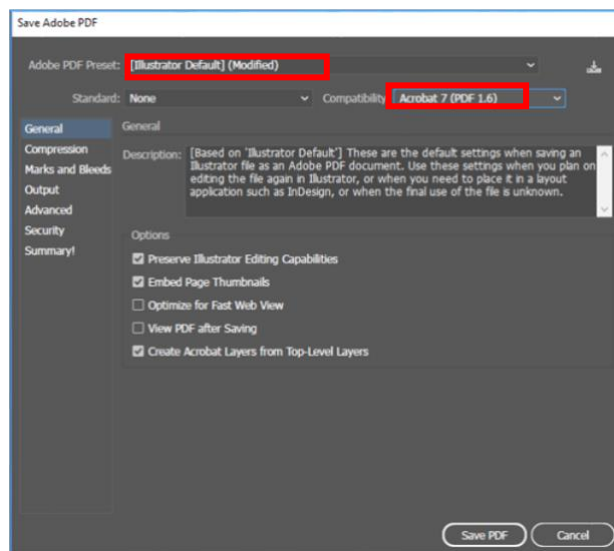 Save Adobe PDF
Adobe PDF Preset: [Illustrator Default] (Modified)
Standard: None Compatibility Acrobat 7 (PDF 1.6)
General General
Compression
Marks and Bleeds
Output
Advanced
Security
Summary!
Description: [Based on 'Illustrator Default'] These are the default settings when saving an
Illustrator file as an Adobe PDF document. Use these settings when you plan on
editing the file again in Illustrator, or when you need to place it in a layout
application such as InDesign, or when the final use of the file is unknown.
Options
Preserve Illustrator Editing Capabilities
Embed Page Thumbnails
Optimize for Fast Web View
View PDF after Saving
Create Acrobat Layers from Top-Level Layers
Save PDF Cancel